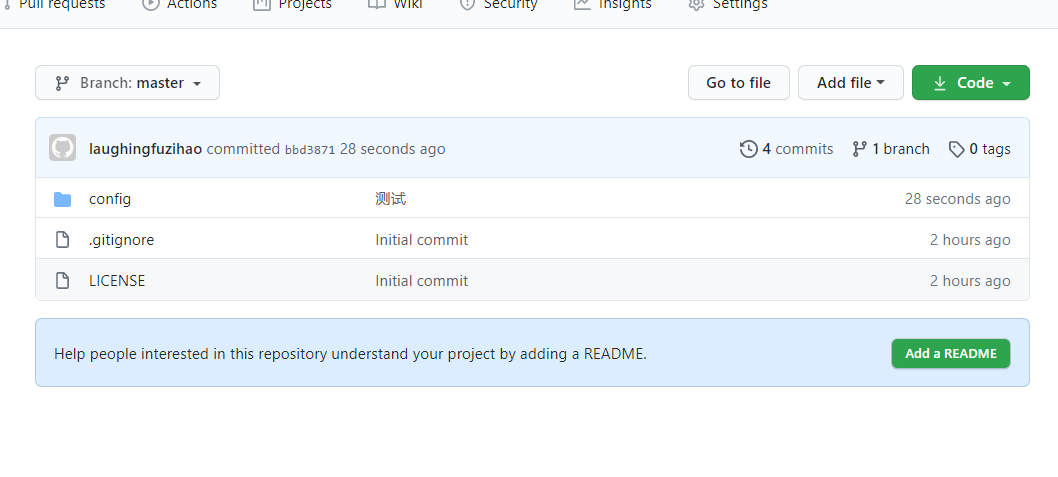 Pull requests Actions Projects Wiki Security Insights Settings
Branch: master Go to file Add file Code
laughingfuzihao committed bbd3871 28 seconds ago 4 commits 1 branch 0 tags
config 测试 28 seconds ago
.gitignore Initial commit 2 hours ago
LICENSE Initial commit 2 hours ago
Help people interested in this repository understand your project by adding a README. Add a README